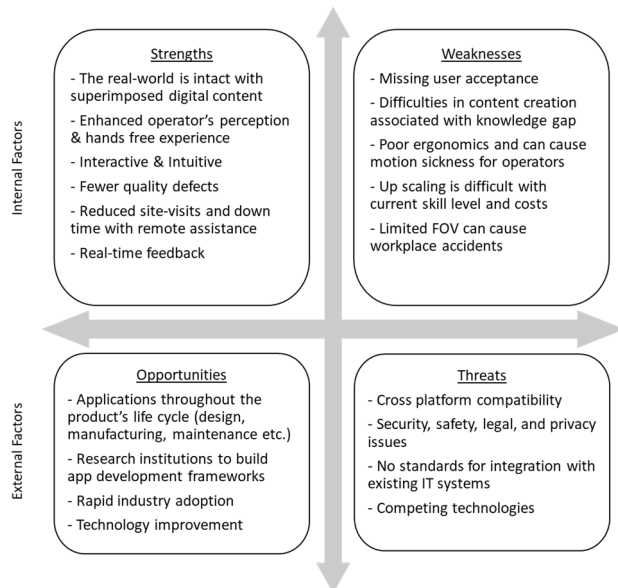 Internal Factors
Strengths
- The real-world is intact with
superimposed digital content
- Enhanced operator's perception
& hands free experience
- Interactive & Intuitive
- Fewer quality defects
- Reduced site-visits and down
time with remote assistance
- Real-time feedback
Weaknesses
- Missing user acceptance
- Difficulties in content creation
associated with knowledge gap
- Poor ergonomics and can cause
motion sickness for operators
- Up scaling is difficult with
current skill level and costs
- Limited FOV can cause
workplace accidents
External Factors
Opportunities
- Applications throughout the
product's life cycle (design,
manufacturing, maintenance etc.)
- Research institutions to build
app development frameworks
- Rapid industry adoption
- Technology improvement
Threats
- Cross platform compatibility
- Security, safety, legal, and privacy
issues
- No standards for integration with
existing IT systems
- Competing technologies